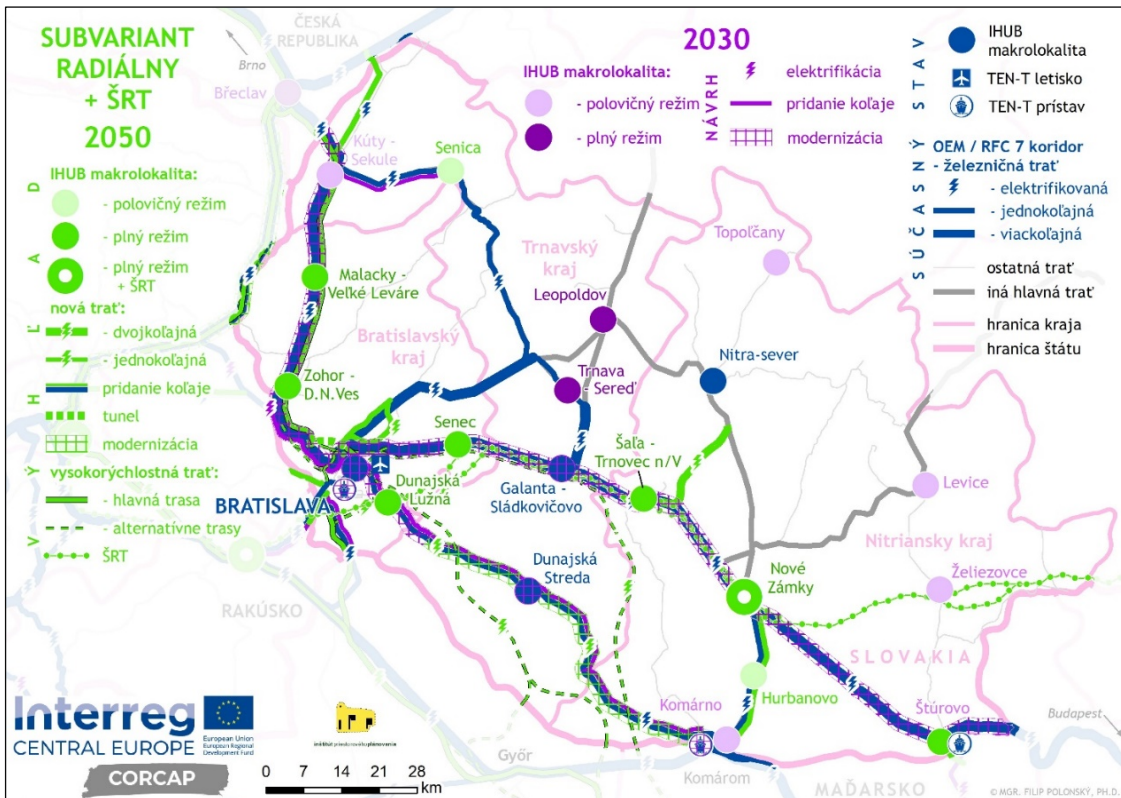 SUBVARIANT
RADIÁLNY
+ ŠRT
2050
IHUB makrolokalita:
- polovičný režim
- plný režim
- plný režim
+ ŠRT
nová trať:
- dvojkoľajná
- jednokoľajná
pridanie koľaje
tunel
modernizácia
vysokorýchlostná trať:
- hlavná trasa
- alternatívne trasy
ŠRT
VÝHĽAD
2030
IHUB makrolokalita:
- polovičný režim
- plný režim
NÁVRH
elektrifikácia
pridanie koľaje
modernizácia
SÚČASNÝ STAV
IHUB
makrolokalita
TEN-T letisko
TEN-T prístav
OEM / RFC 7 koridor
- železničná trať
- elektrifikovaná
- jednokoľajná
- viackoľajná
ostatná trať
iná hlavná trať
hranica kraja
hranica štátu
ČESKÁ
REPUBLIKA
Brno
Břeclav
Kúty -
Sekule
Senica
Malacky -
Veľké Leváre
Bratislavský
kraj
Trnavský
kraj
Leopoldov
Topoľčany
Nitra-sever
Trnava
- Sereď
Zohor -
D.N.Ves
Senec
BRATISLAVA
Dunajská
Lužná
Galanta -
Sládkovičovo
Šaľa -
Trnovec n/V
Levice
Nitriansky kraj
Želiezovce
Dunajská
Streda
Nové
Zámky
RAKÚSKO
SLOVAKIA
Hurbanovo
Komárno
Štúrovo
Budapest
Győr
Komárom
MAĎARSKO
Interreg
CENTRAL EUROPE
European Union
European Regional
Development Fund
CORCAP
inštitút priestorového plánovania
0 7 14 21 28
km
© MGR. FILIP POLONSKÝ, PH.D.